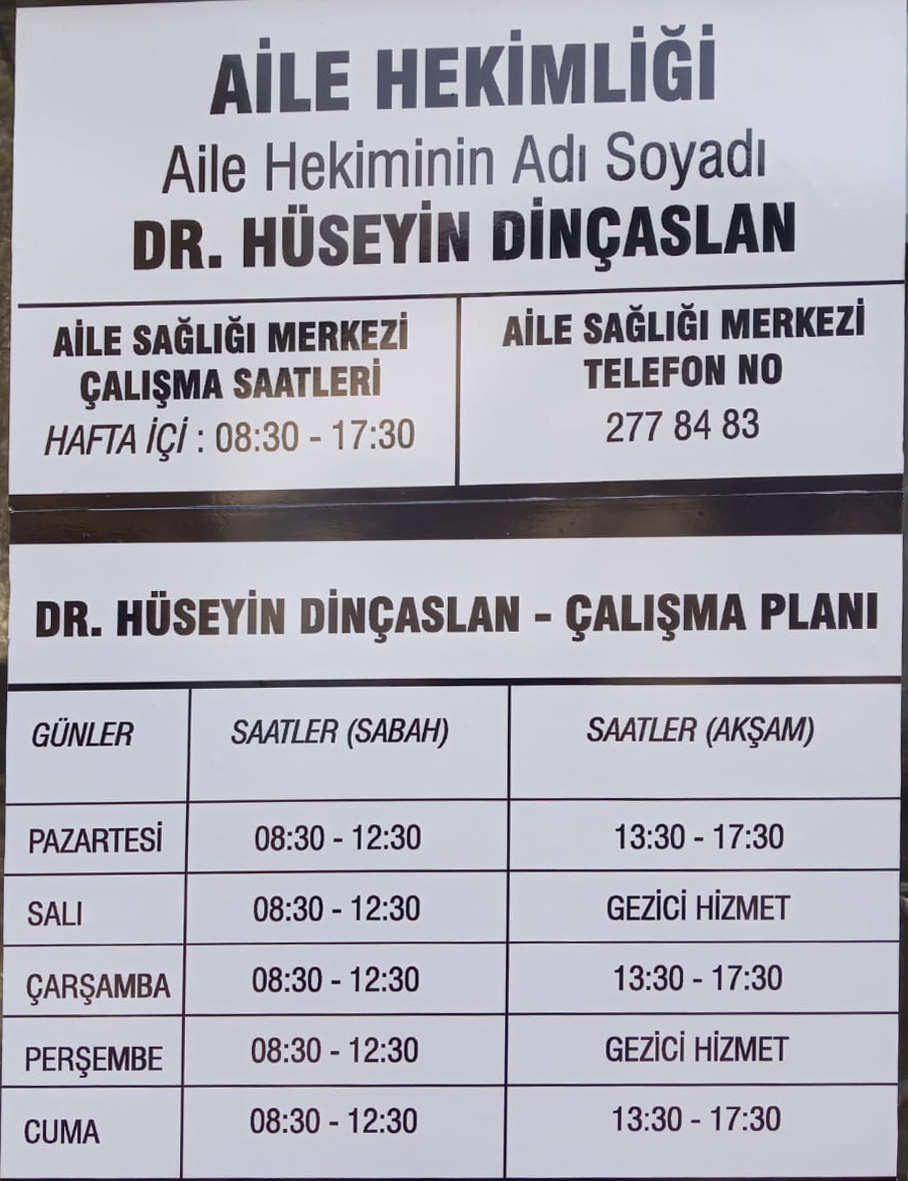 AİLE HEKİMLİĞİ
Aile Hekiminin Adı Soyadı
DR. HÜSEYİN DİNÇASLAN
AİLE SAĞLIĞI MERKEZİ
ÇALIŞMA SAATLERİ
HAFTA İÇİ : 08:30 - 17:30
AİLE SAĞLIĞI MERKEZİ
TELEFON NO
277 84 83
DR. HÜSEYİN DİNÇASLAN - ÇALIŞMA PLANI
GÜNLER SAATLER (SABAH) SAATLER (AKŞAM)
PAZARTESİ 08:30 - 12:30 13:30 - 17:30
SALI 08:30 - 12:30 GEZİCİ HİZMET
ÇARŞAMBA 08:30 - 12:30 13:30 - 17:30
PERŞEMBE 08:30 - 12:30 GEZİCİ HİZMET
CUMA 08:30 - 12:30 13:30 - 17:30